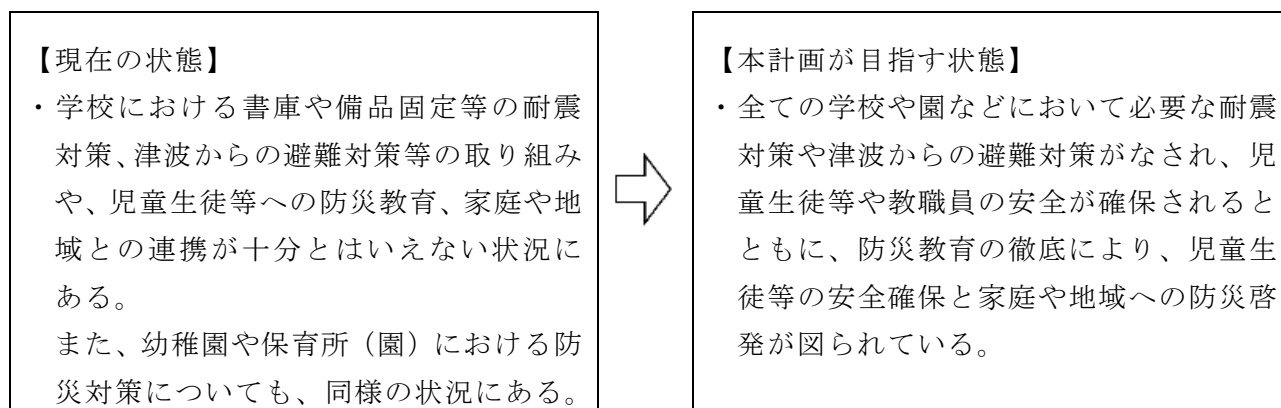 【現在の状態】
・学校における書庫や備品固定等の耐震
対策、津波からの避難対策等の取り組み
や、児童生徒等への防災教育、家庭や地
域との連携が十分とはいえない状況に
ある。
また、幼稚園や保育所（園）における防
災対策についても、同様の状況にある。
【本計画が目指す状態】
・全ての学校や園などにおいて必要な耐震
対策や津波からの避難対策がなされ、児
童生徒等や教職員の安全が確保されると
ともに、防災教育の徹底により、児童生
徒等の安全確保と家庭や地域への防災啓
発が図られている。